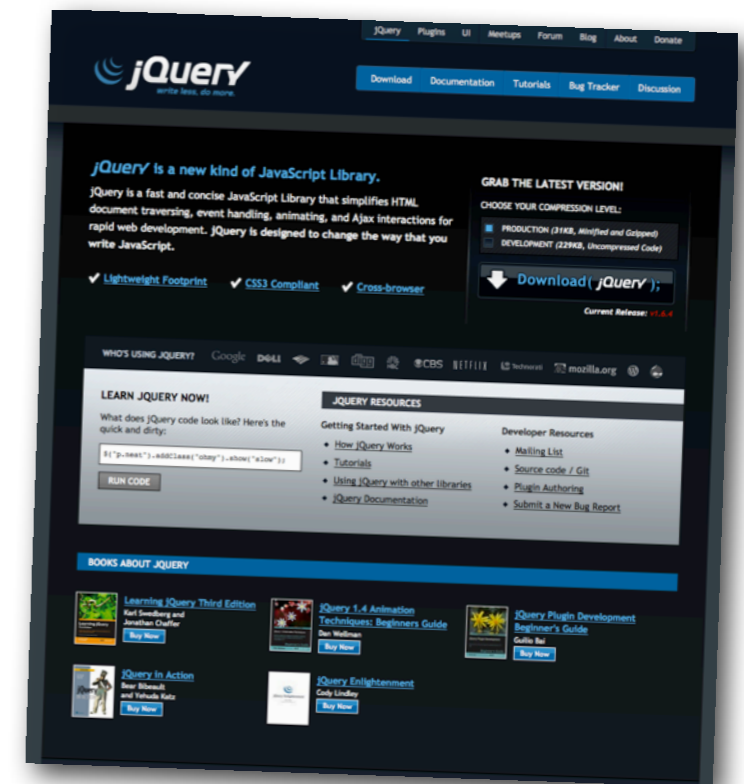 jQuery Plugins UI Meetups Forum Blog About Donate
jQuery
write less, do more.
Download Documentation Tutorials Bug Tracker Discussion
jQuery is a new kind of JavaScript Library.
jQuery is a fast and concise JavaScript Library that simplifies HTML
document traversing, event handling, animating, and Ajax interactions for
rapid web development. jQuery is designed to change the way that you
write JavaScript.
Lightweight Footprint CSS3 Compliant Cross-browser
GRAB THE LATEST VERSION!
CHOOSE YOUR COMPRESSION LEVEL:
PRODUCTION (31KB, Minified and Gzipped)
DEVELOPMENT (229KB, Uncompressed Code)
Download( jQuery );
Current Release: v1.6.4
WHO'S USING JQUERY? Google DELL digg CBS NETFLIX Technorati mozilla.org
LEARN JQUERY NOW!
What does jQuery code look like? Here's the
quick and dirty:
$("p.neat").addClass("ohmy").show("slow");
RUN CODE
JQUERY RESOURCES
Getting Started With jQuery
How jQuery Works
Tutorials
Using jQuery with other libraries
jQuery Documentation
Developer Resources
Mailing List
Source code / Git
Plugin Authoring
Submit a New Bug Report
BOOKS ABOUT JQUERY
Learning jQuery Third Edition
Karl Swedberg and
Jonathan Chaffer
Buy Now
jQuery 1.4 Animation
Techniques: Beginners Guide
Dan Wellman
Buy Now
jQuery Plugin Development
Beginner's Guide
Guilio Bai
Buy Now
jQuery in Action
Bear Bibeault
and Yehuda Katz
Buy Now
jQuery Enlightenment
Cody Lindley
Buy Now